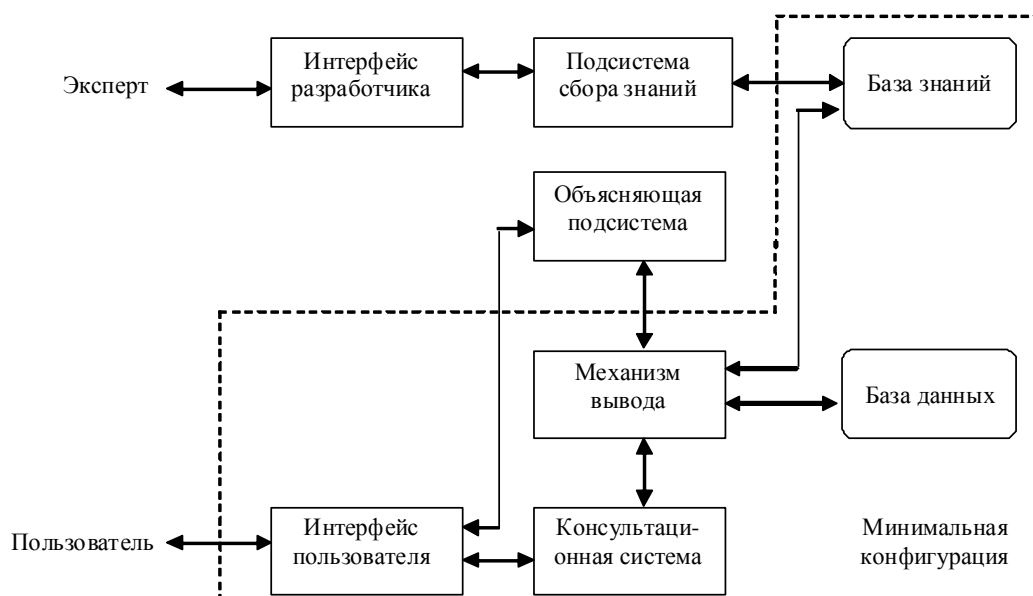 Эксперт
Интерфейс
разработчика
Подсистема
сбора знаний
База знаний
Объясняющая
подсистема
Механизм
вывода
База данных
Пользователь
Интерфейс
пользователя
Консультаци-
онная система
Минимальная
конфигурация